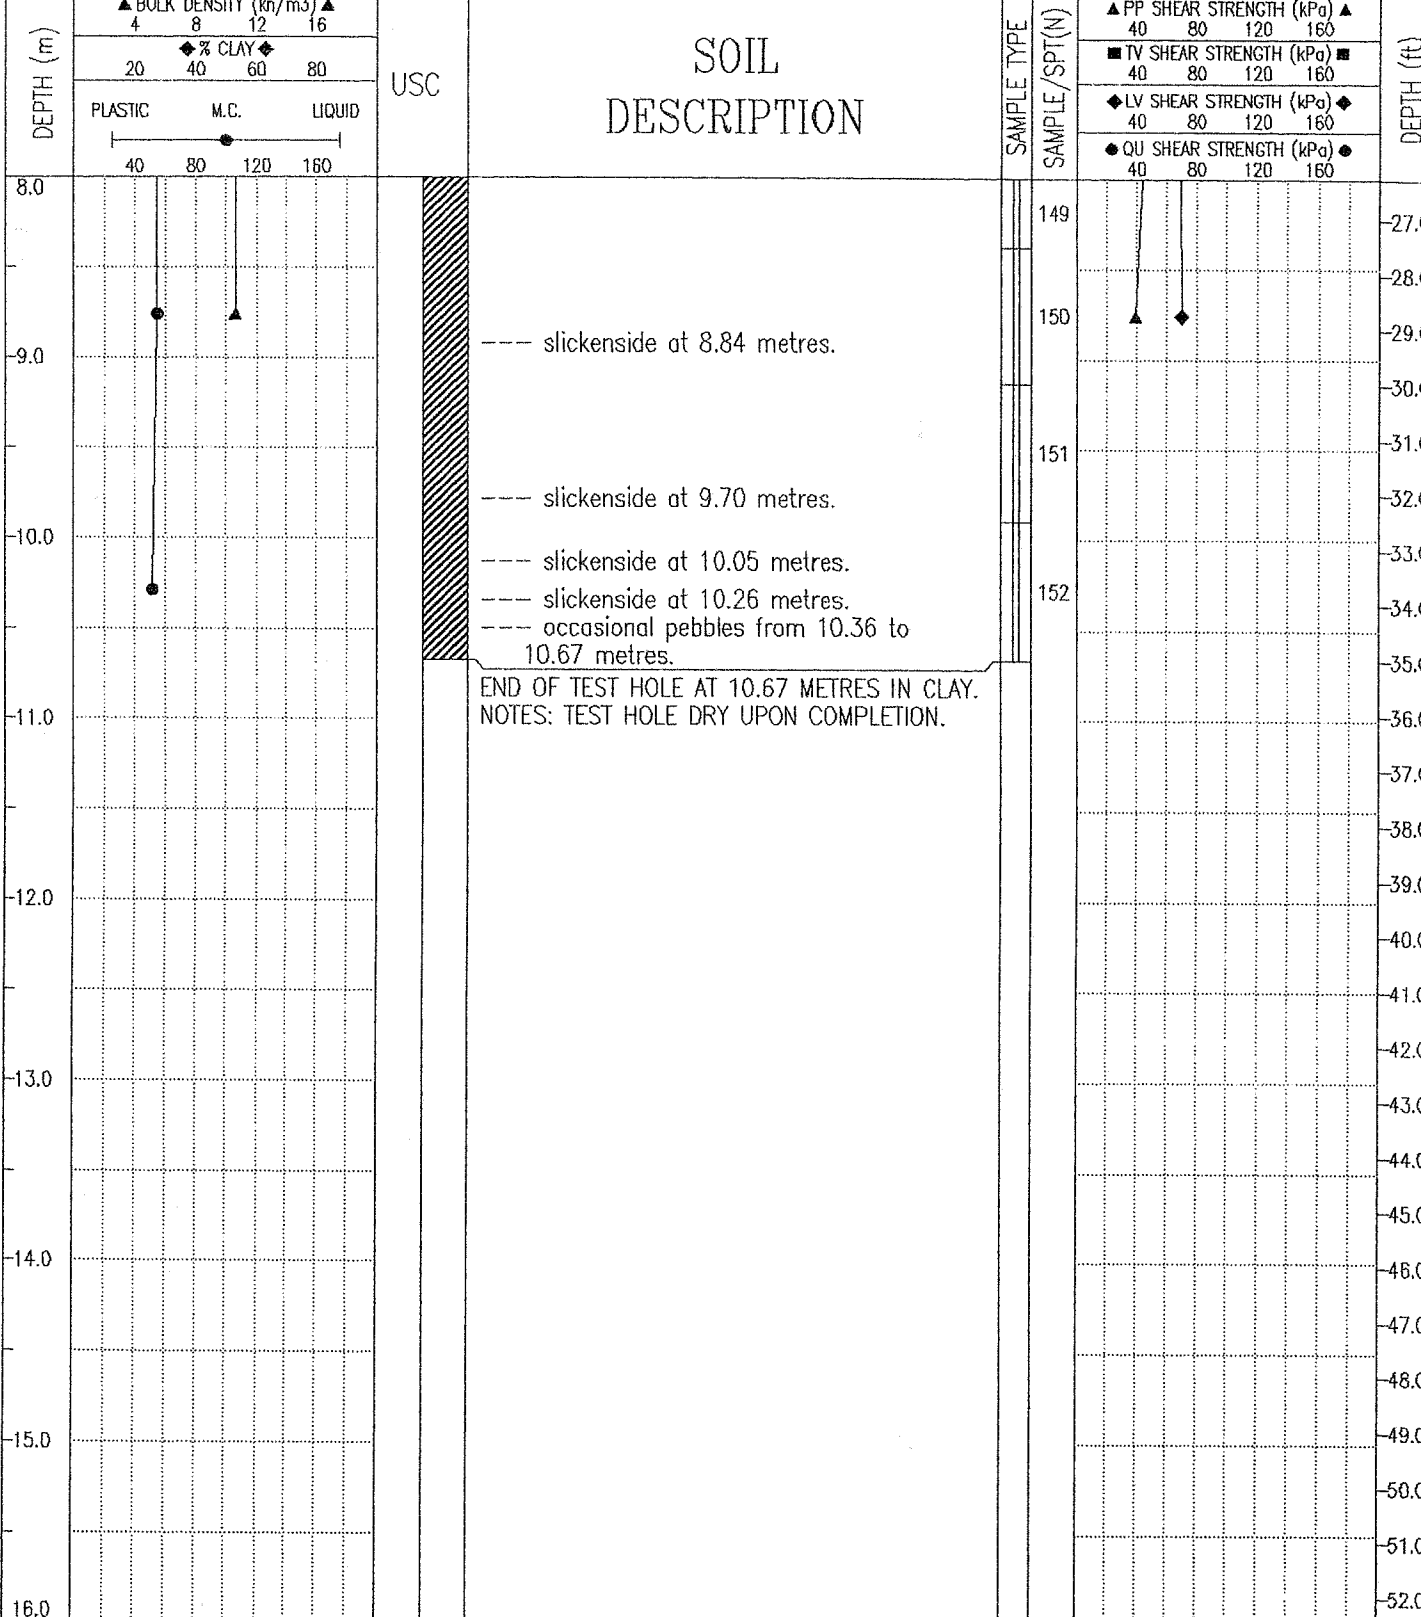 ▲ BULK DENSITY (kn/m3) ▲
4 8 12 16
◆ % CLAY ◆
20 40 60 80
PLASTIC M.C. LIQUID
40 80 120 160
DEPTH (m)
USC
SOIL
DESCRIPTION
SAMPLE TYPE
SAMPLE/SPT(N)
▲ PP SHEAR STRENGTH (kPa) ▲
40 80 120 160
■ TV SHEAR STRENGTH (kPa) ■
40 80 120 160
◆ LV SHEAR STRENGTH (kPa) ◆
40 80 120 160
● QU SHEAR STRENGTH (kPa) ●
40 80 120 160
DEPTH (ft)
8.0
9.0
10.0
11.0
12.0
13.0
14.0
15.0
16.0
--- slickenside at 8.84 metres.
--- slickenside at 9.70 metres.
--- slickenside at 10.05 metres.
--- slickenside at 10.26 metres.
--- occasional pebbles from 10.36 to
10.67 metres.
END OF TEST HOLE AT 10.67 METRES IN CLAY.
NOTES: TEST HOLE DRY UPON COMPLETION.
149
150
151
152
27.0
28.0
29.0
30.0
31.0
32.0
33.0
34.0
35.0
36.0
37.0
38.0
39.0
40.0
41.0
42.0
43.0
44.0
45.0
46.0
47.0
48.0
49.0
50.0
51.0
52.0